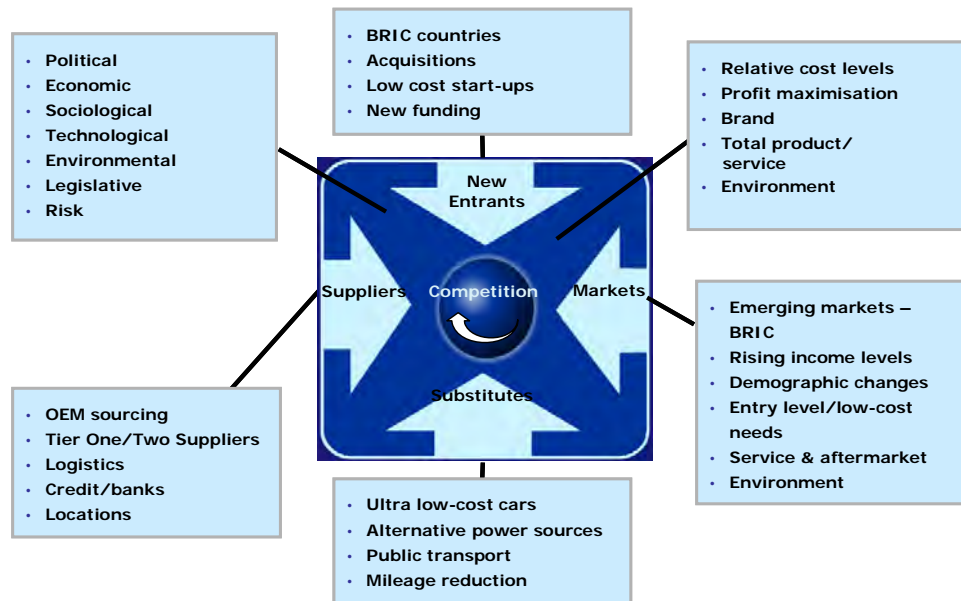 • Political
• Economic
• Sociological
• Technological
• Environmental
• Legislative
• Risk
• BRIC countries
• Acquisitions
• Low cost start-ups
• New funding
• Relative cost levels
• Profit maximisation
• Brand
• Total product/
service
• Environment
New
Entrants
Suppliers
Competition
Markets
Substitutes
• Emerging markets –
BRIC
• Rising income levels
• Demographic changes
• Entry level/low-cost
needs
• Service & aftermarket
• Environment
• OEM sourcing
• Tier One/Two Suppliers
• Logistics
• Credit/banks
• Locations
• Ultra low-cost cars
• Alternative power sources
• Public transport
• Mileage reduction